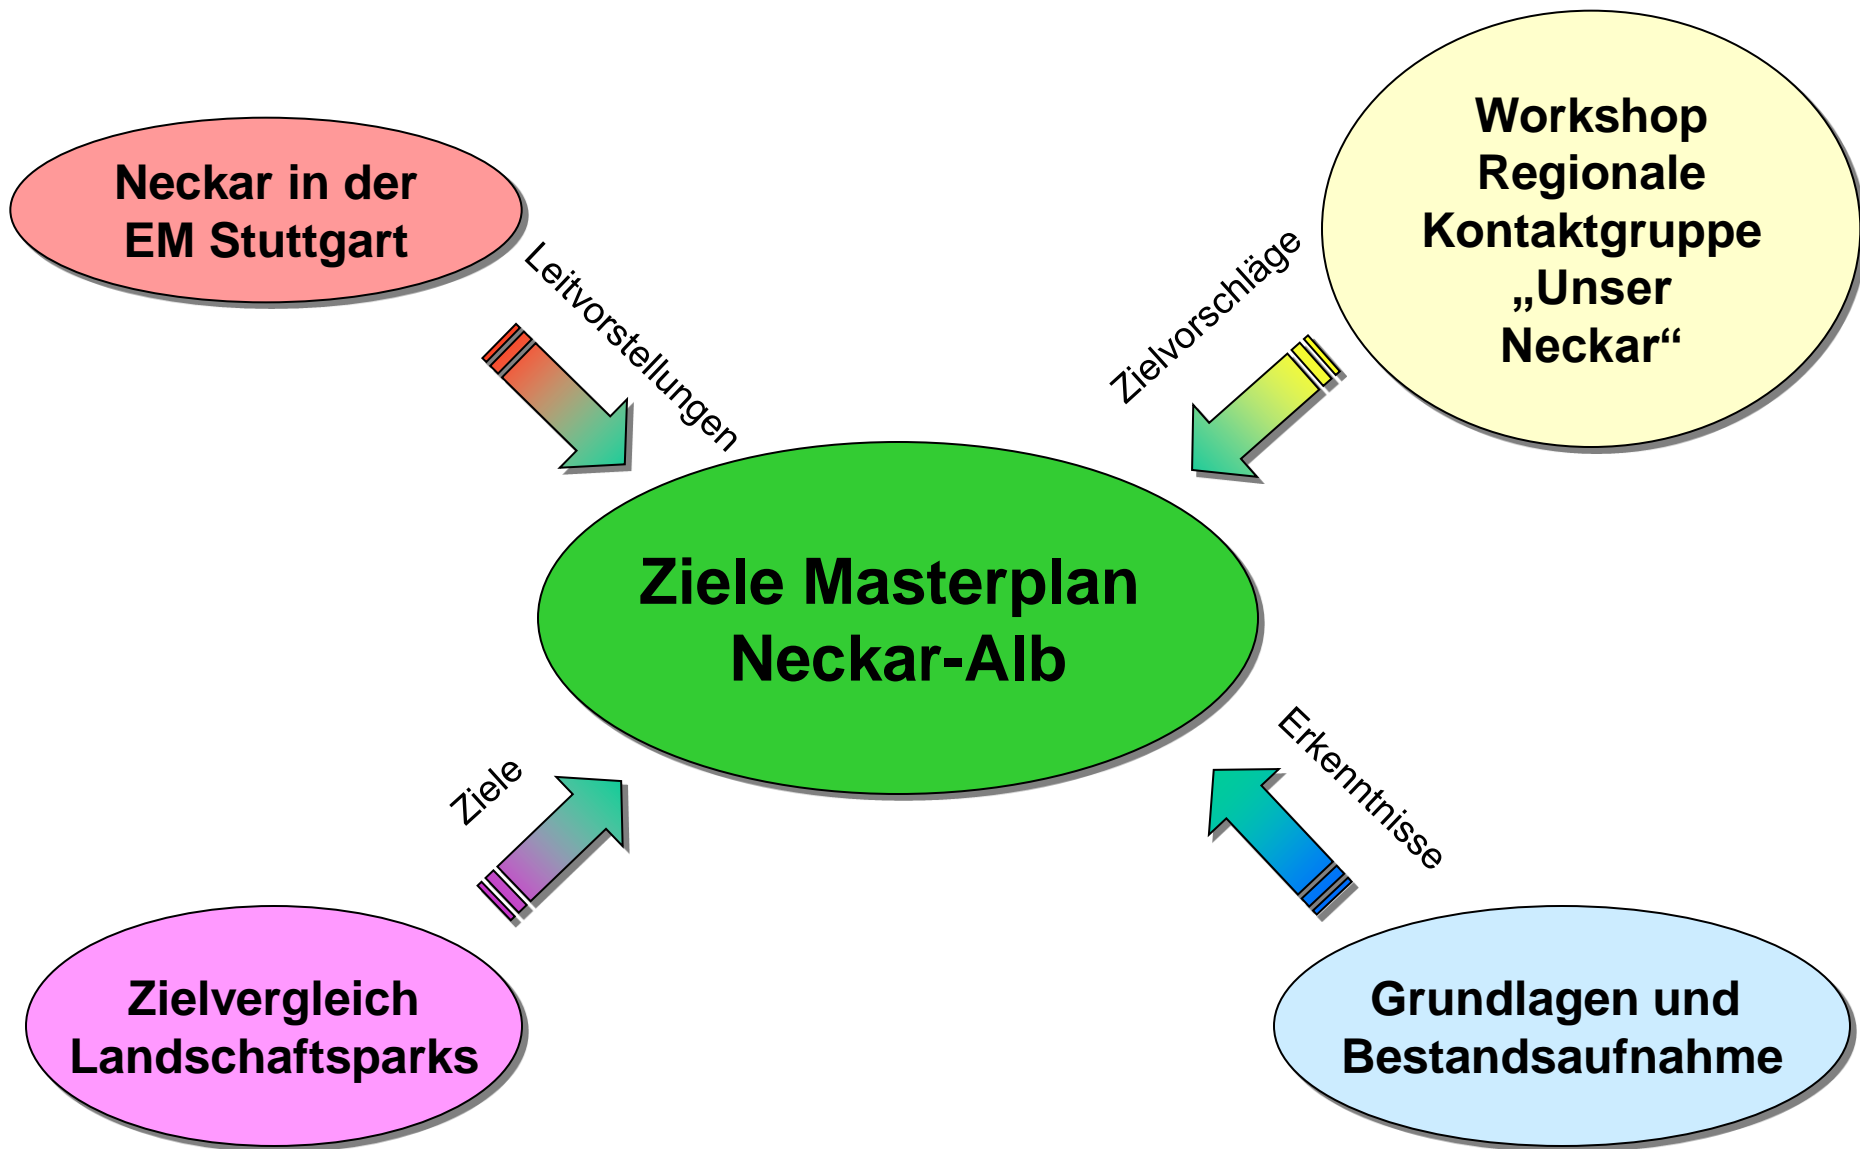 Neckar in der
EM Stuttgart
Leitvorstellungen
Workshop
Regionale
Kontaktgruppe
„Unser
Neckar“
Zielvorschläge
Ziele Masterplan
Neckar-Alb
Ziele
Zielvergleich
Landschaftsparks
Erkenntnisse
Grundlagen und
Bestandsaufnahme